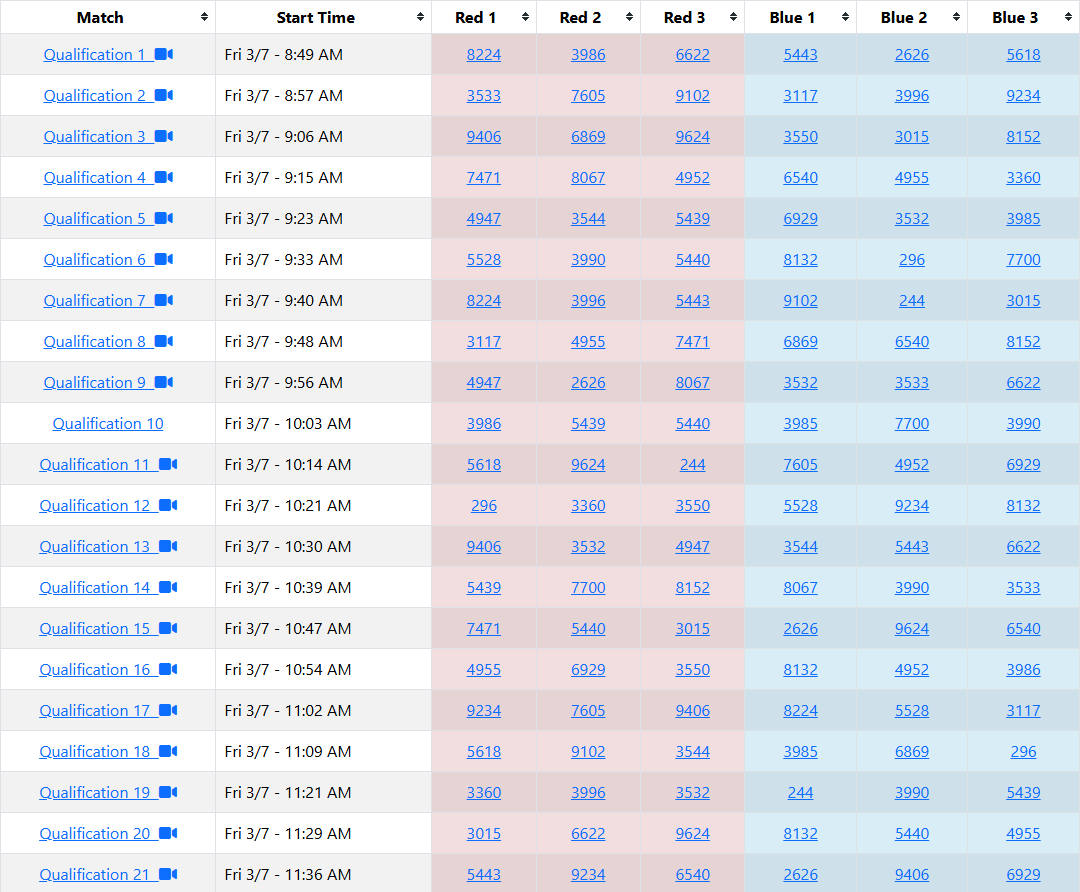 Match Start Time Red 1 Red 2 Red 3 Blue 1 Blue 2 Blue 3
Qualification 1 Fri 3/7 - 8:49 AM 8224 3986 6622 5443 2626 5618
Qualification 2 Fri 3/7 - 8:57 AM 3533 7605 9102 3117 3996 9234
Qualification 3 Fri 3/7 - 9:06 AM 9406 6869 9624 3550 3015 8152
Qualification 4 Fri 3/7 - 9:15 AM 7471 8067 4952 6540 4955 3360
Qualification 5 Fri 3/7 - 9:23 AM 4947 3544 5439 6929 3532 3985
Qualification 6 Fri 3/7 - 9:33 AM 5528 3990 5440 8132 296 7700
Qualification 7 Fri 3/7 - 9:40 AM 8224 3996 5443 9102 244 3015
Qualification 8 Fri 3/7 - 9:48 AM 3117 4955 7471 6869 6540 8152
Qualification 9 Fri 3/7 - 9:56 AM 4947 2626 8067 3532 3533 6622
Qualification 10 Fri 3/7 - 10:03 AM 3986 5439 5440 3985 7700 3990
Qualification 11 Fri 3/7 - 10:14 AM 5618 9624 244 7605 4952 6929
Qualification 12 Fri 3/7 - 10:21 AM 296 3360 3550 5528 9234 8132
Qualification 13 Fri 3/7 - 10:30 AM 9406 3532 4947 3544 5443 6622
Qualification 14 Fri 3/7 - 10:39 AM 5439 7700 8152 8067 3990 3533
Qualification 15 Fri 3/7 - 10:47 AM 7471 5440 3015 2626 9624 6540
Qualification 16 Fri 3/7 - 10:54 AM 4955 6929 3550 8132 4952 3986
Qualification 17 Fri 3/7 - 11:02 AM 9234 7605 9406 8224 5528 3117
Qualification 18 Fri 3/7 - 11:09 AM 5618 9102 3544 3985 6869 296
Qualification 19 Fri 3/7 - 11:21 AM 3360 3996 3532 244 3990 5439
Qualification 20 Fri 3/7 - 11:29 AM 3015 6622 9624 8132 5440 4955
Qualification 21 Fri 3/7 - 11:36 AM 5443 9234 6540 2626 9406 6929